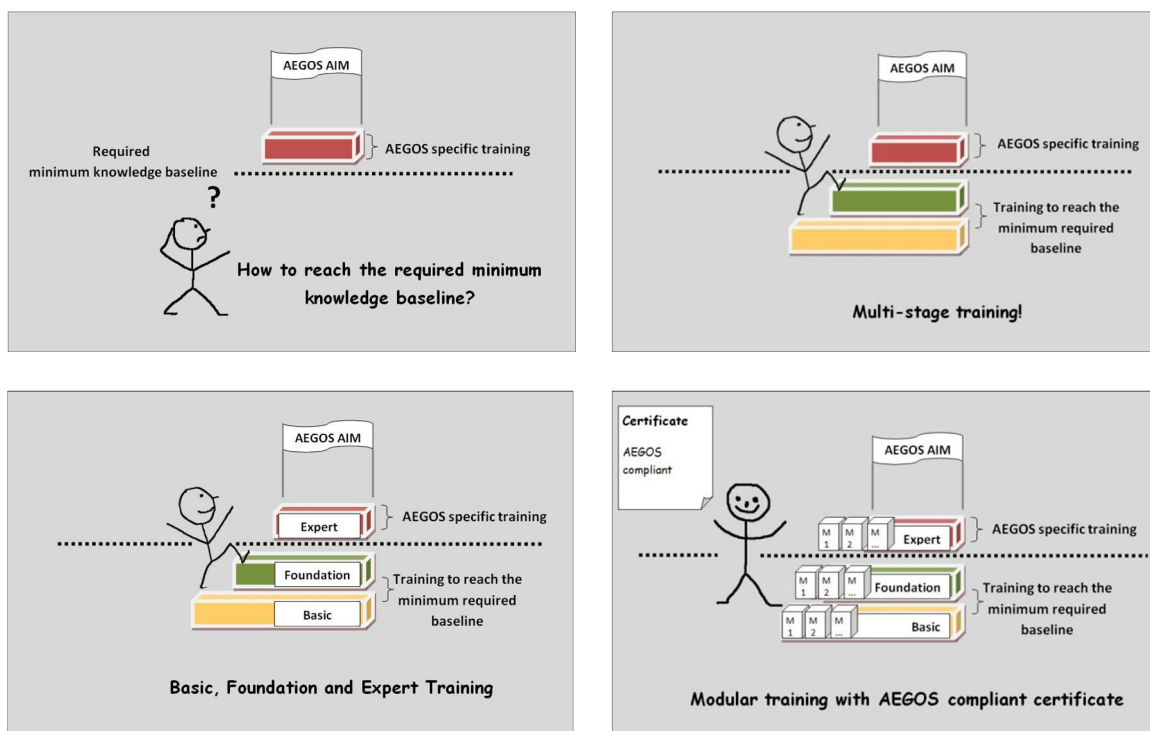 AEGOS AIM
AEGOS specific training
Required
minimum knowledge baseline
?
How to reach the required minimum
knowledge baseline?
AEGOS AIM
AEGOS specific training
Training to reach the
minimum required
baseline
Multi-stage training!
AEGOS AIM
Expert
AEGOS specific training
Foundation
Basic
Training to reach the
minimum required
baseline
Basic, Foundation and Expert Training
Certificate
AEGOS
compliant
AEGOS AIM
M
1
M
2
M
...
Expert
AEGOS specific training
M
1
M
2
M
...
Foundation
M
1
M
2
M
...
Basic
Training to reach the
minimum required
baseline
Modular training with AEGOS compliant certificate